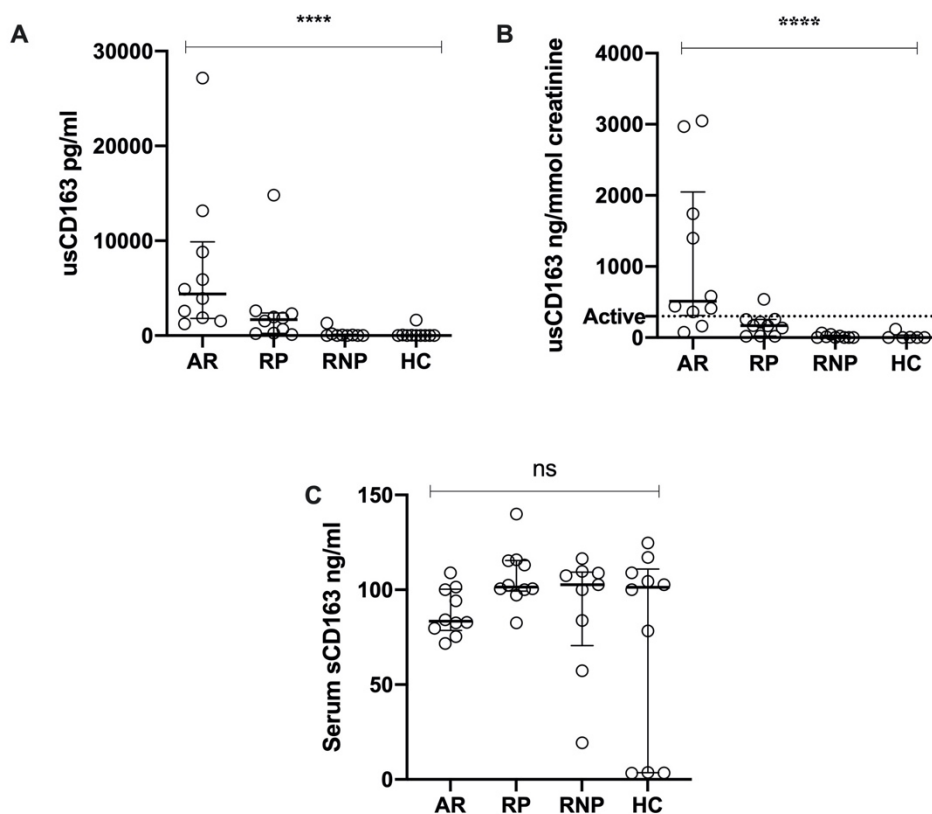 A
****
usCD163 pg/ml
30000
20000
10000
0
AR RP RNP HC
B
****
usCD163 ng/mmol creatinine
4000
3000
2000
1000
Active
0
AR RP RNP HC
C
ns
Serum sCD163 ng/ml
150
100
50
0
AR RP RNP HC